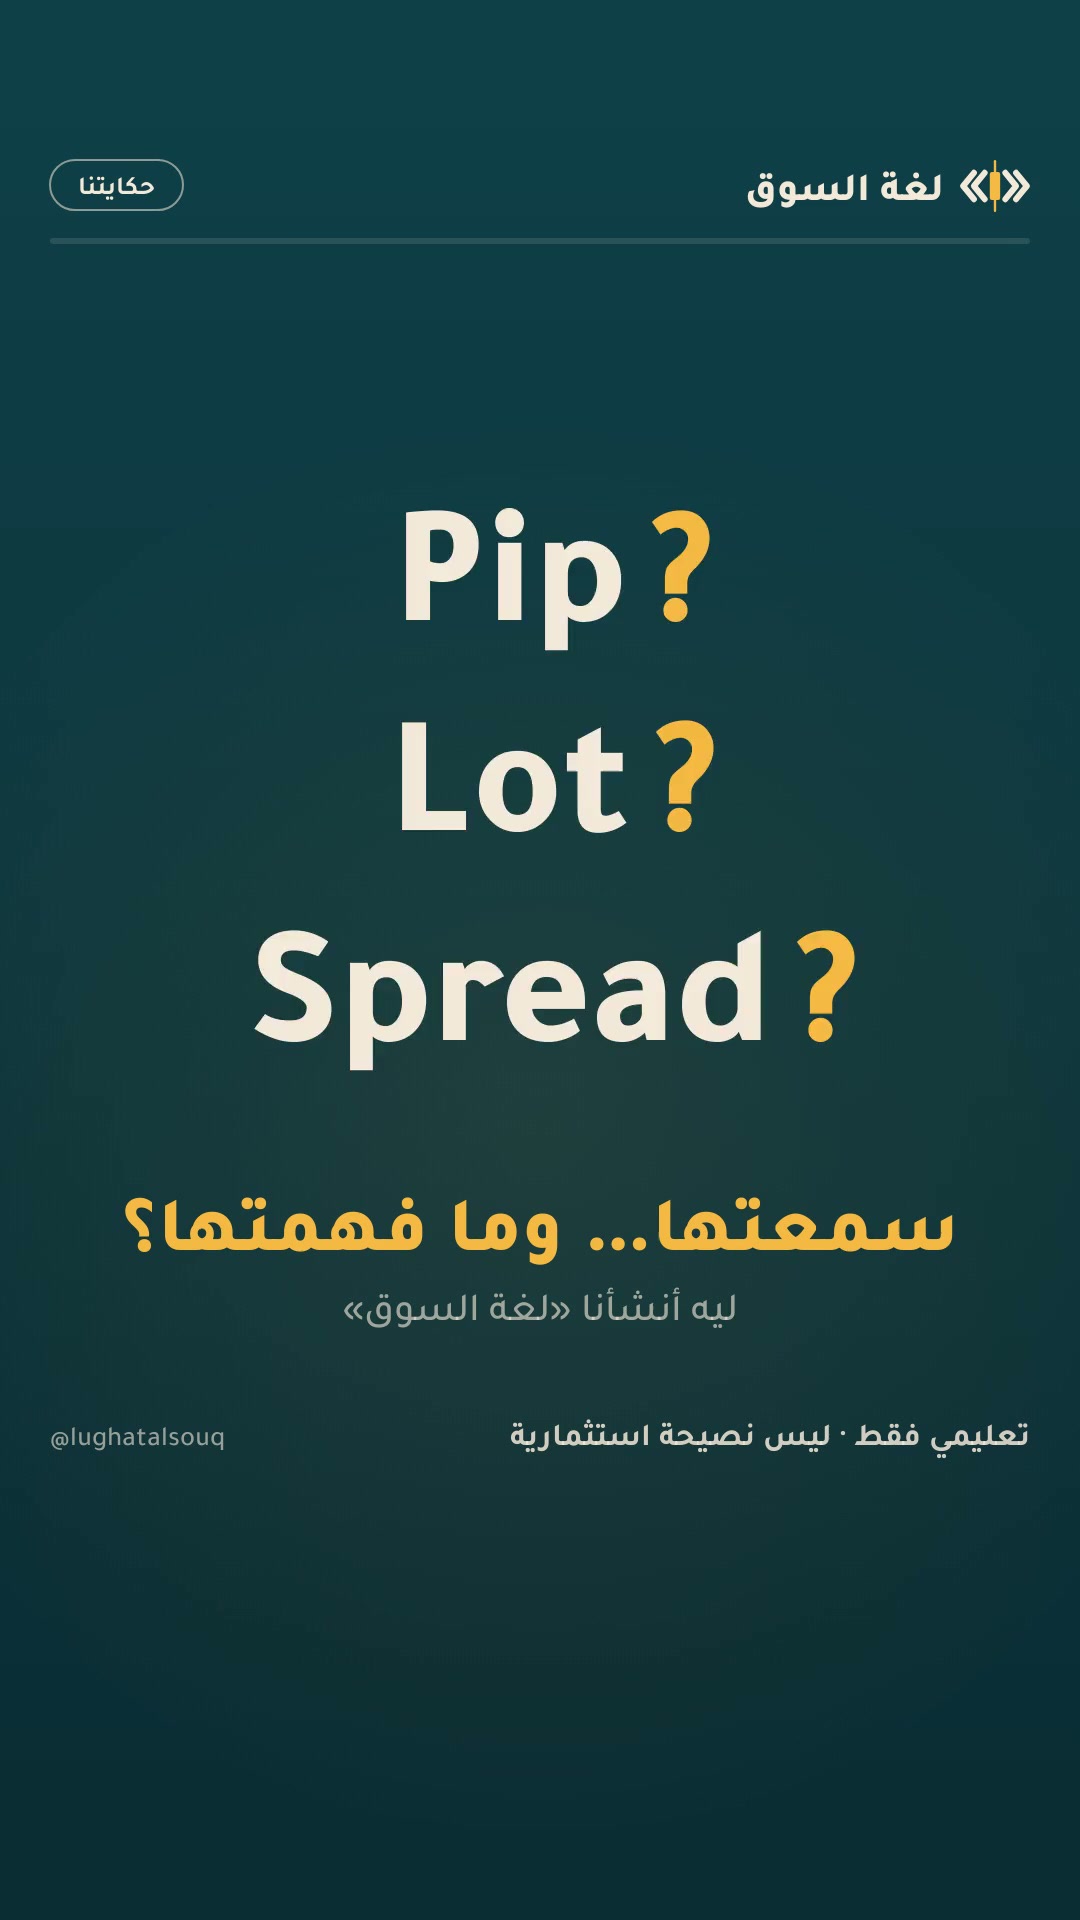 لغة السوق
حكايتنا
Pip?
Lot?
Spread?
سمعتها... وما فهمتها؟
ليه أنشأنا «لغة السوق»
تعليمي فقط · ليس نصيحة استثمارية
@lughatalsouq